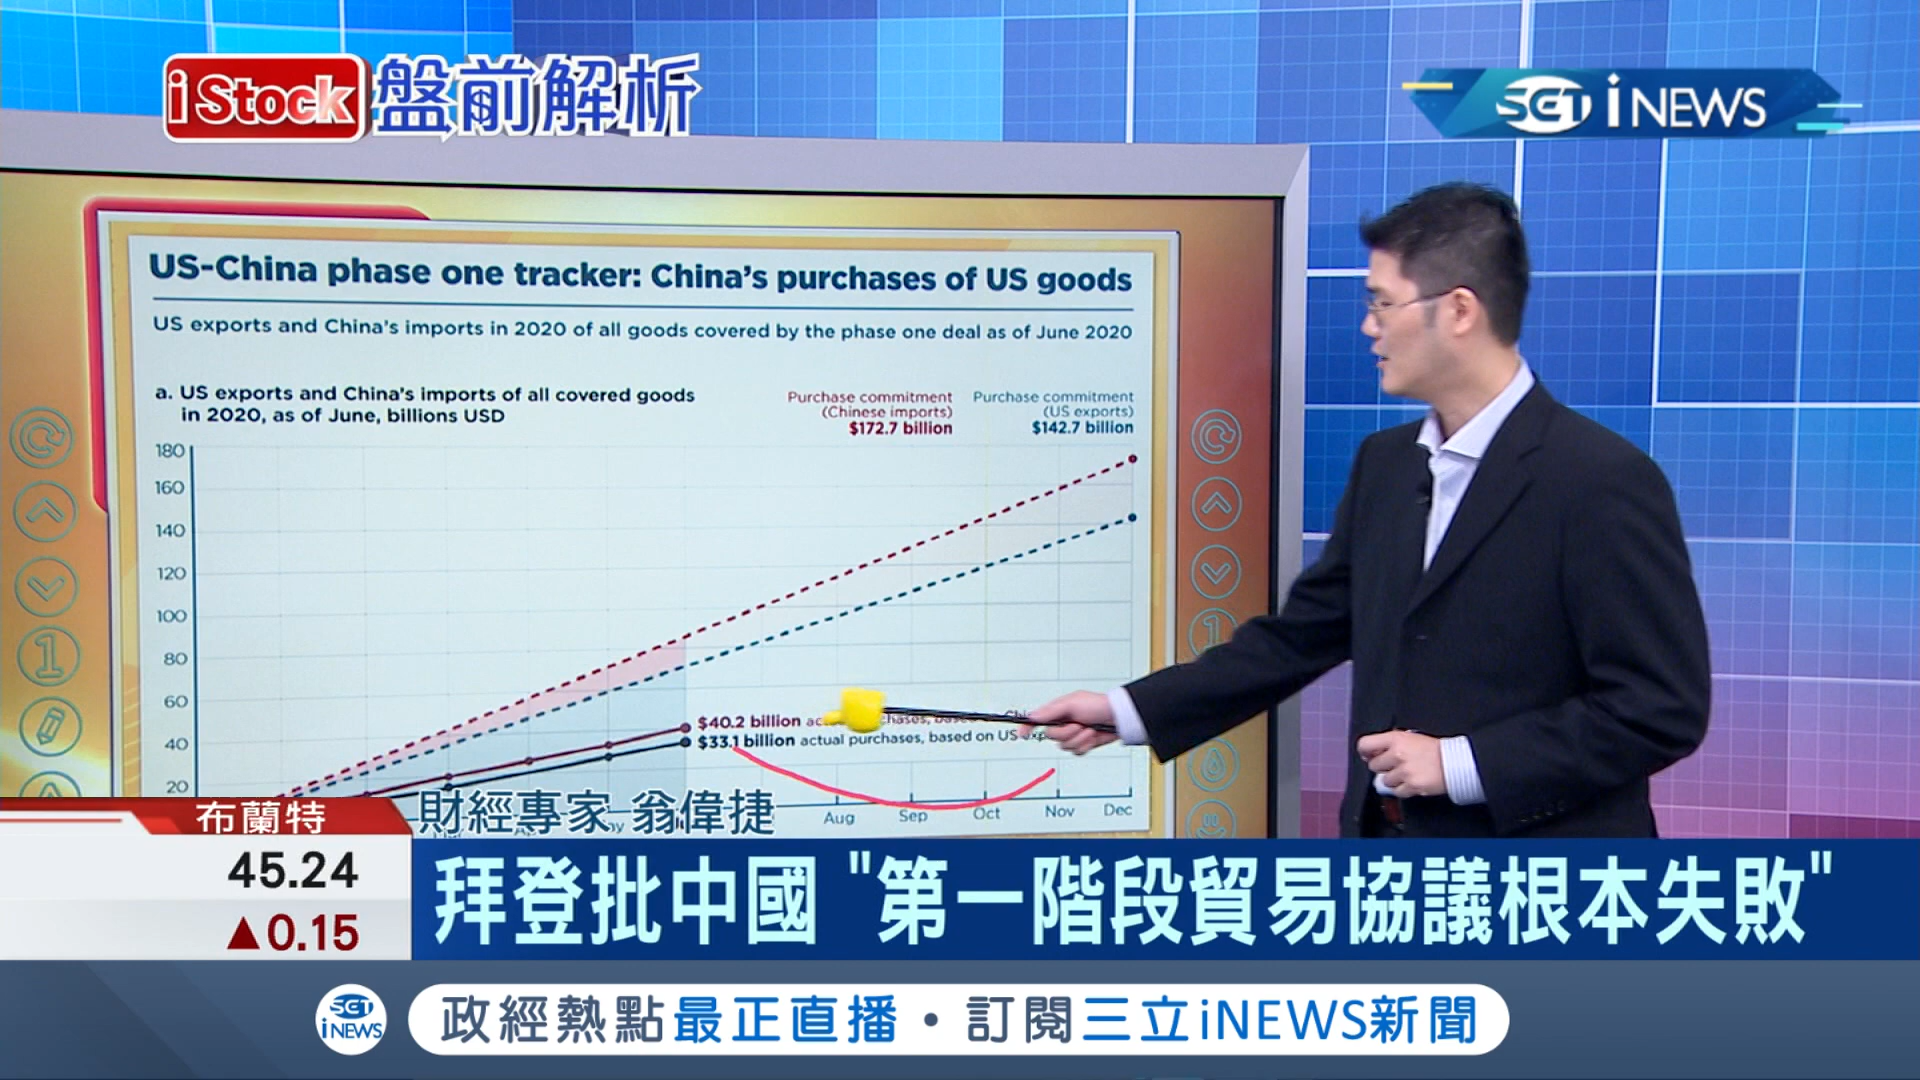 iStock 盤前解析
SET iNEWS
US-China phase one tracker: China's purchases of US goods
US exports and China's imports in 2020 of all goods covered by the phase one deal as of June 2020
a. US exports and China's imports of all covered goods
in 2020, as of June, billions USD
Purchase commitment
(Chinese imports)
$172.7 billion
Purchase commitment
(US exports)
$142.7 billion
180
160
140
120
100
80
60
40
20
$40.2 billion
$33.1 billion actual purchases, based on US
Aug Sep Oct Nov Dec
財經專家 翁偉捷
布蘭特
45.24
▲0.15
拜登批中國 "第一階段貿易協議根本失敗"
SET iNEWS
政經熱點最正直播・訂閱三立iNEWS新聞